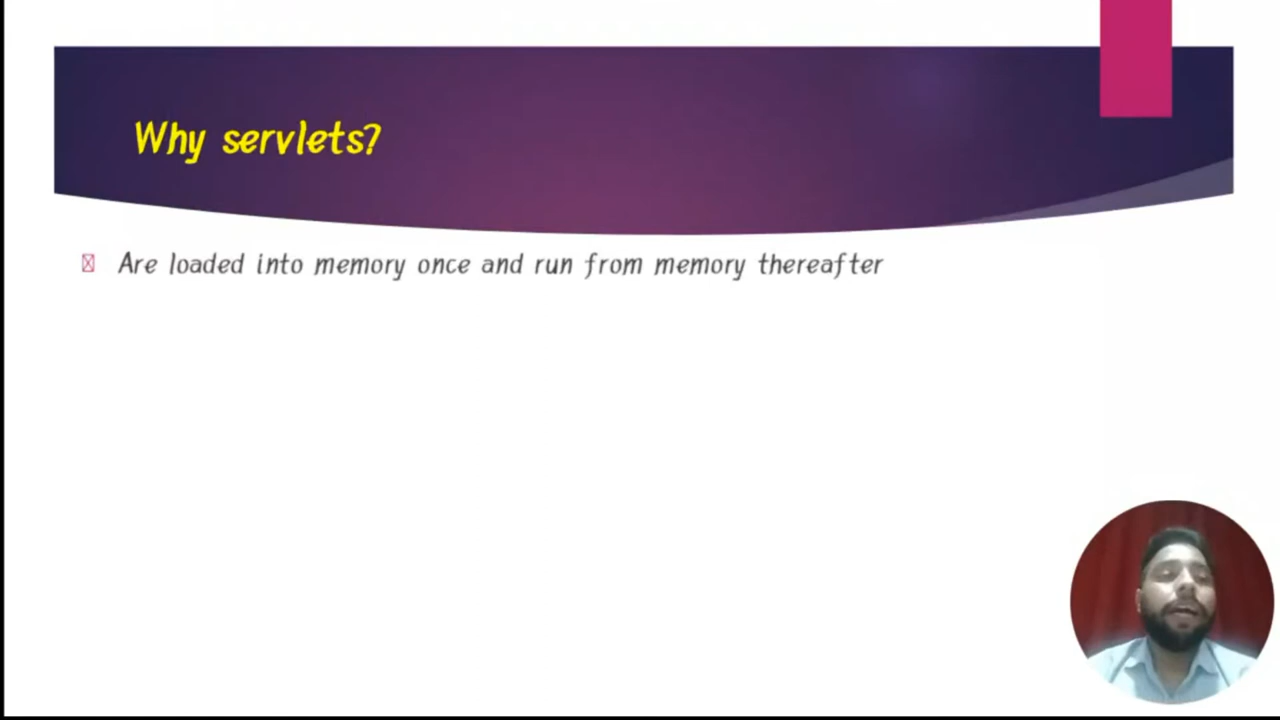 Why servlets?
Are loaded into memory once and run from memory thereafter